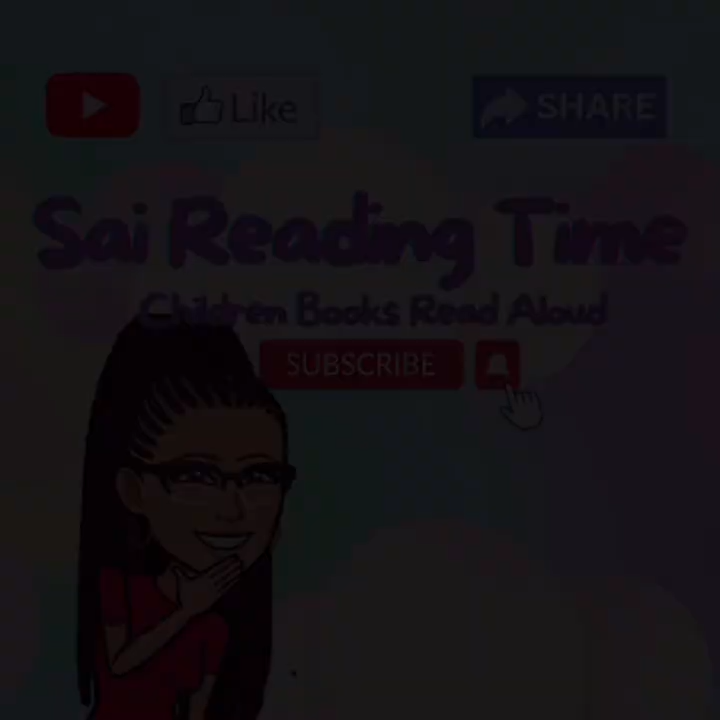 Like
SHARE
Sai Reading Time
Children Books Read Aloud
SUBSCRIBE